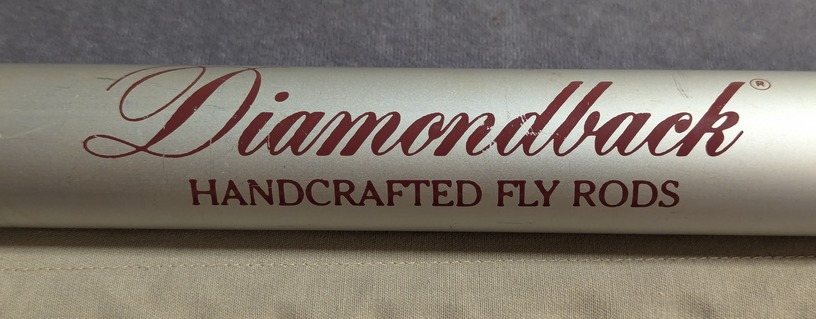 Diamondback®
HANDCRAFTED FLY RODS